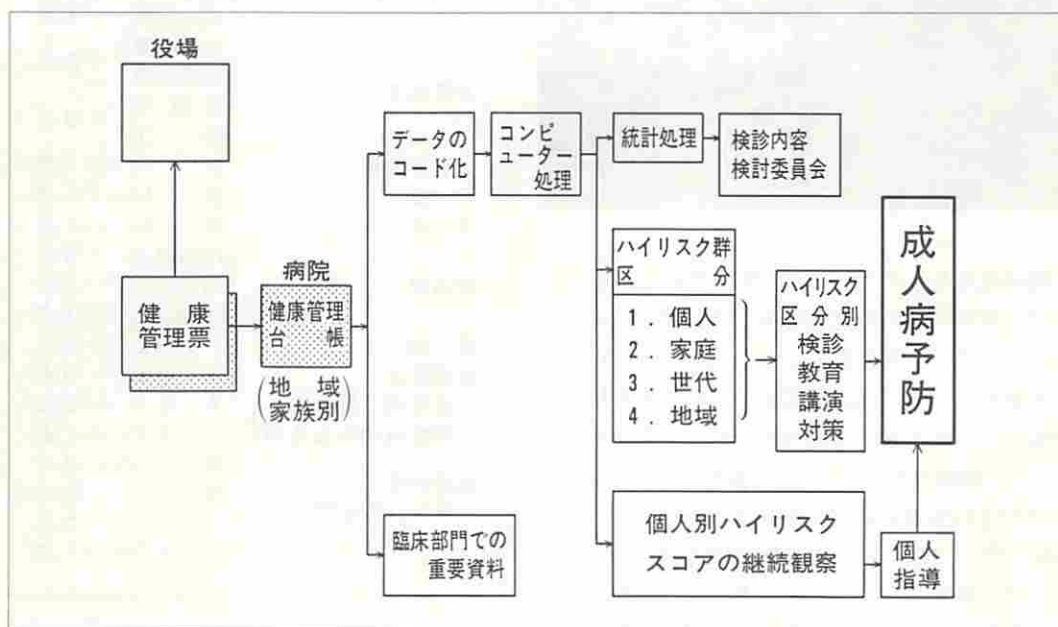 役場
健康
管理票
病院
健康管理
台帳
(地域
家族別)
データの
コード化
コンピ
ューター
処理
統計処理
検診内容
検討委員会
ハイリスク群
区分
1. 個人
2. 家庭
3. 世代
4. 地域
ハイリスク
区分別
検診
教育
講演
対策
成人病予防
臨床部門での
重要資料
個人別ハイリスク
スコアの継続観察
個人
指導